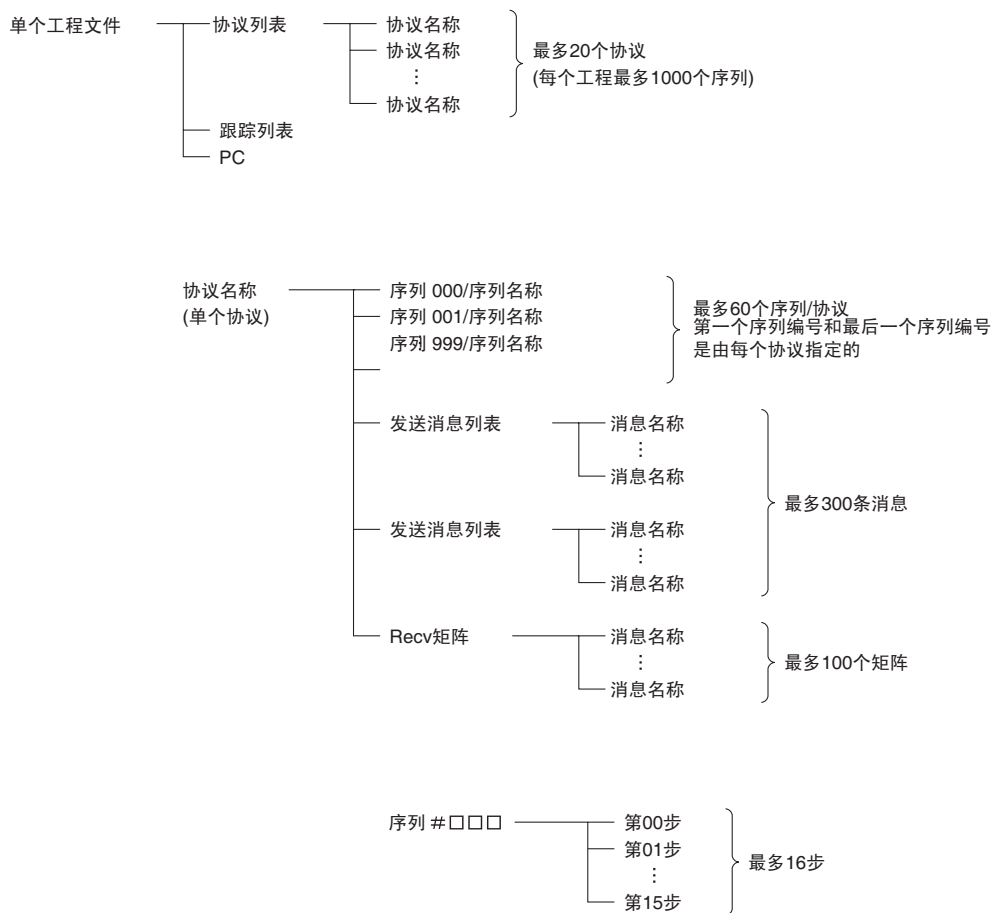 单个工程文件
协议列表
协议名称
协议名称
⋮
协议名称
最多20个协议
(每个工程最多1000个序列)
跟踪列表
PC
协议名称
(单个协议)
序列 000/序列名称
序列 001/序列名称
序列 999/序列名称
最多60个序列/协议
第一个序列编号和最后一个序列编号
是由每个协议指定的
发送消息列表
消息名称
⋮
消息名称
发送消息列表
消息名称
⋮
消息名称
最多300条消息
Recv矩阵
消息名称
⋮
消息名称
最多100个矩阵
序列 #□□□
第00步
第01步
⋮
第15步
最多16步